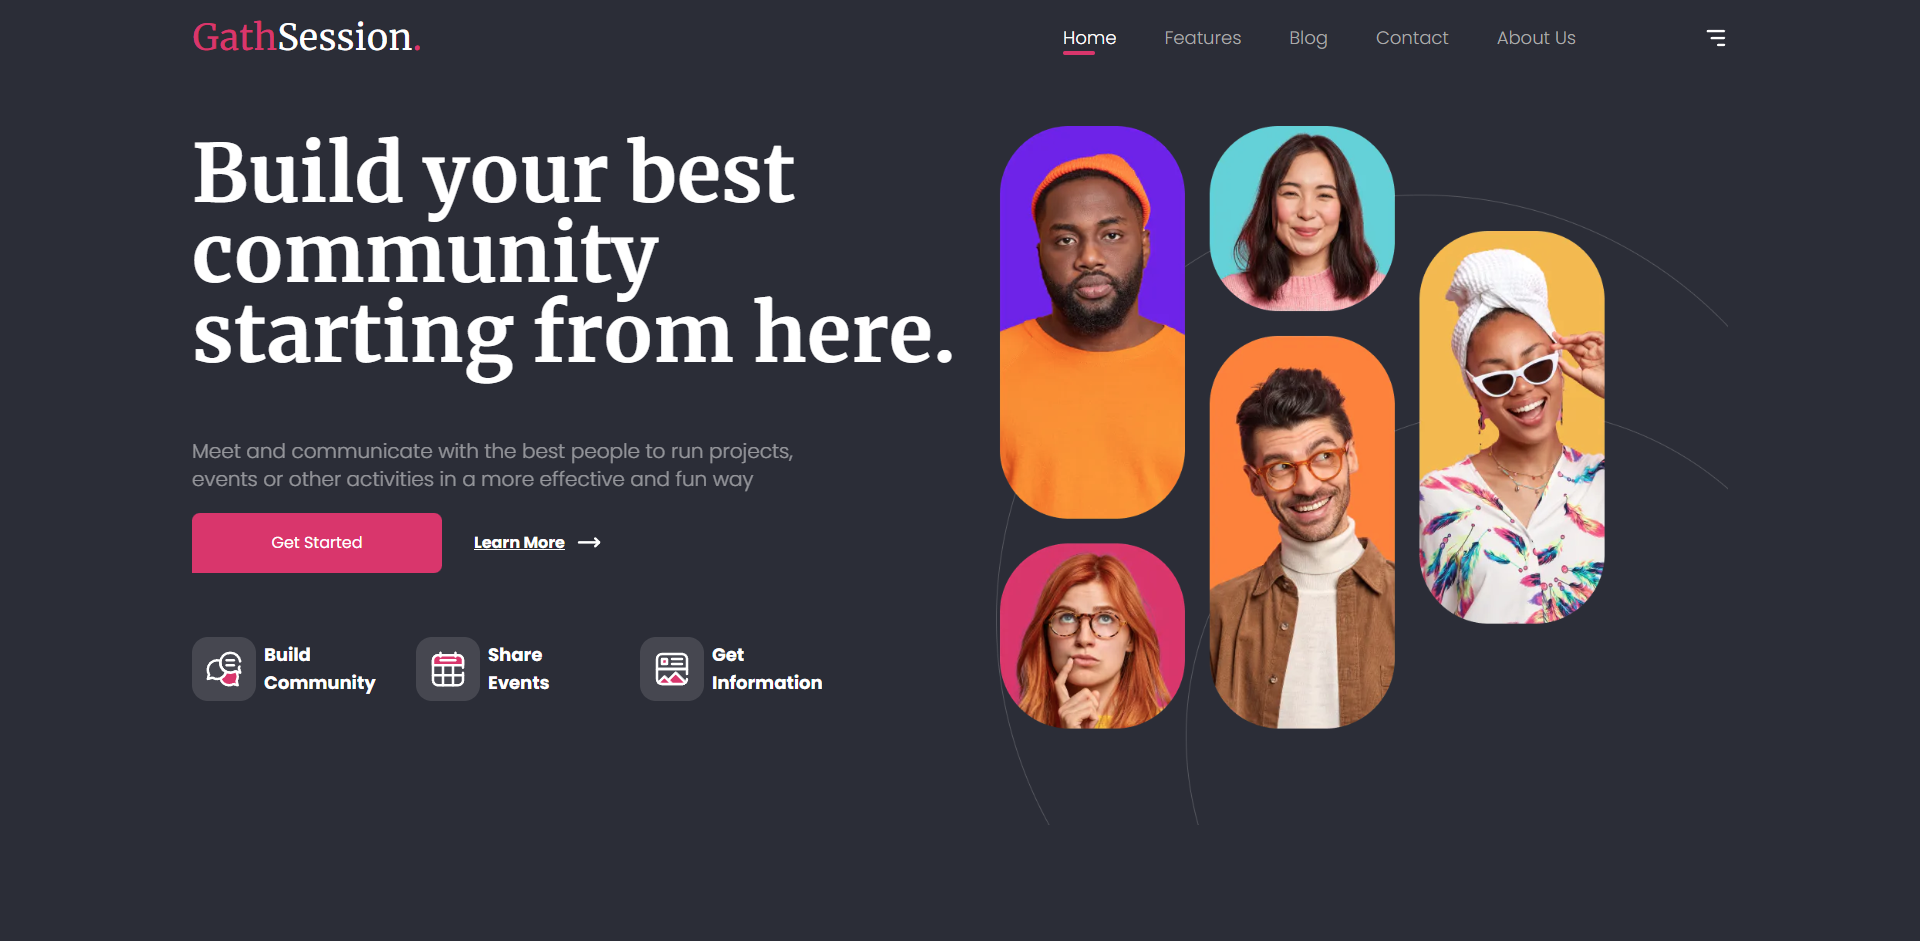 GathSession.
Home Features Blog Contact About Us
Build your best
community
starting from here.
Meet and communicate with the best people to run projects,
events or other activities in a more effective and fun way
Get Started
Learn More
Build
Community
Share
Events
Get
Information